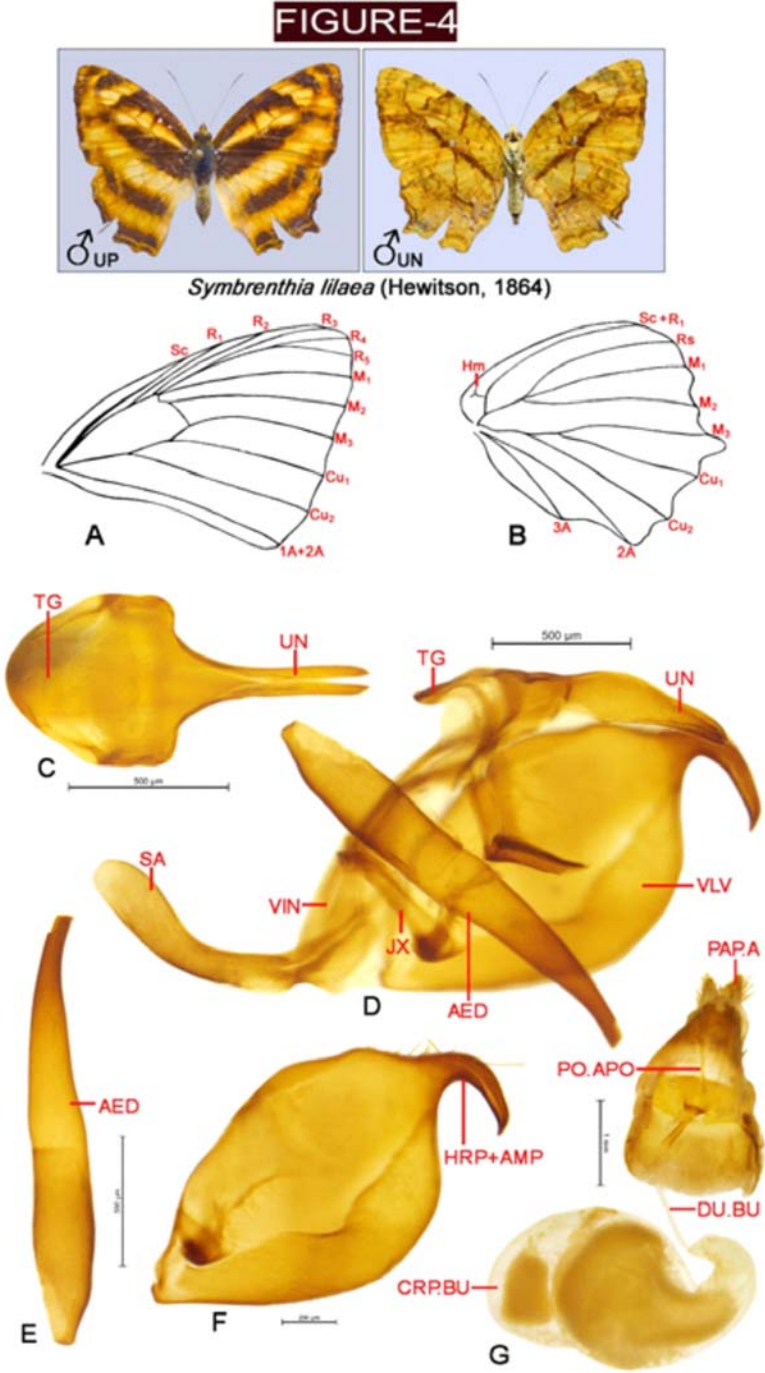 FIGURE-4
♂UP
♂UN
Symbrenthia lilaea (Hewitson, 1864)
Sc
R1
R2
R3
R4
R5
M1
M2
M3
Cu1
Cu2
1A+2A
A
Hm
Sc+R1
Rs
M1
M2
M3
Cu1
Cu2
2A
3A
B
TG
UN
C
500 µm
500 µm
TG
UN
SA
VIN
JX
AED
VLV
D
AED
E
HRP+AMP
F
PAP.A
PO.APO
1 mm
DU.BU
CRP.BU
G